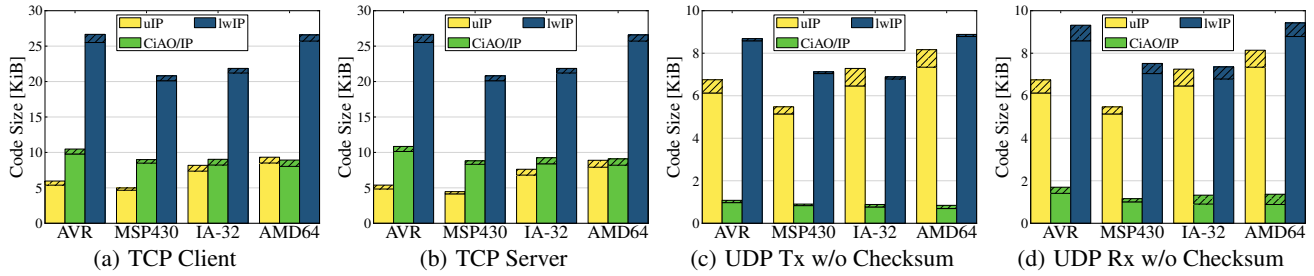 30
25
20
15
10
5
0
Code Size [KiB]
uIP
lwIP
CiAO/IP
AVR MSP430 IA-32 AMD64
(a) TCP Client
30
25
20
15
10
5
0
Code Size [KiB]
uIP
lwIP
CiAO/IP
AVR MSP430 IA-32 AMD64
(b) TCP Server
10
8
6
4
2
0
Code Size [KiB]
uIP
lwIP
CiAO/IP
AVR MSP430 IA-32 AMD64
(c) UDP Tx w/o Checksum
10
8
6
4
2
0
Code Size [KiB]
uIP
lwIP
CiAO/IP
AVR MSP430 IA-32 AMD64
(d) UDP Rx w/o Checksum